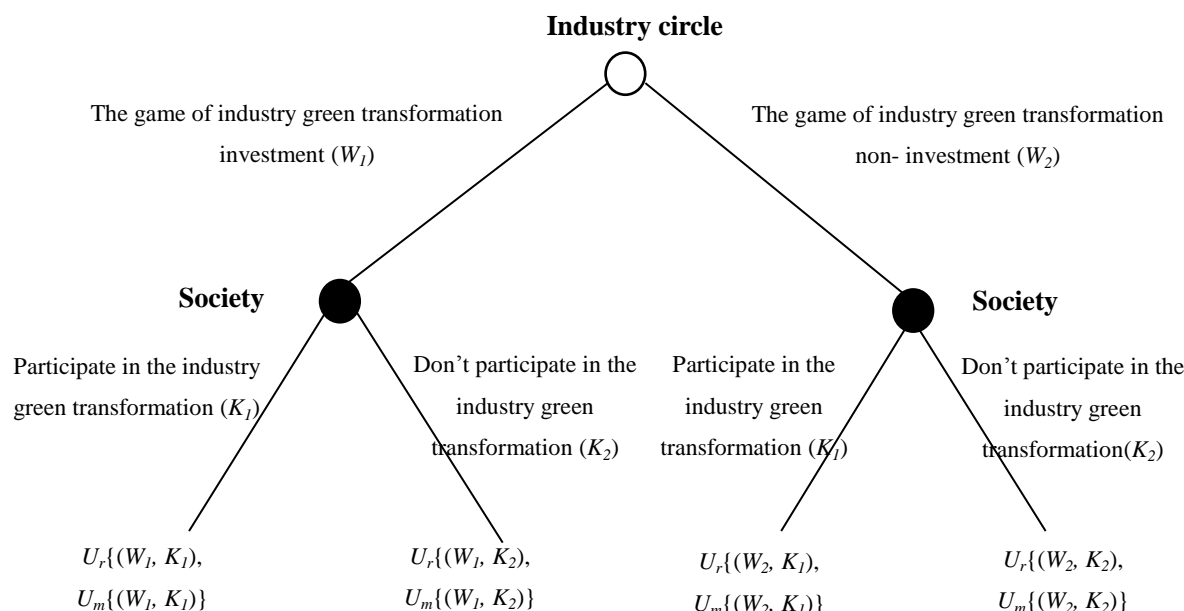 Industry circle
The game of industry green transformation
investment (W1)
The game of industry green transformation
non- investment (W2)
Society
Society
Participate in the industry
green transformation (K1)
Don’t participate in the
industry green
transformation (K2)
Participate in the
industry green
transformation (K1)
Don’t participate in the
industry green
transformation(K2)
Ur{(W1, K1),
Um{(W1, K1)}
Ur{(W1, K2),
Um{(W1, K2)}
Ur{(W2, K1),
Um{(W2, K1)}
Ur{(W2, K2),
Um{(W2, K2)}